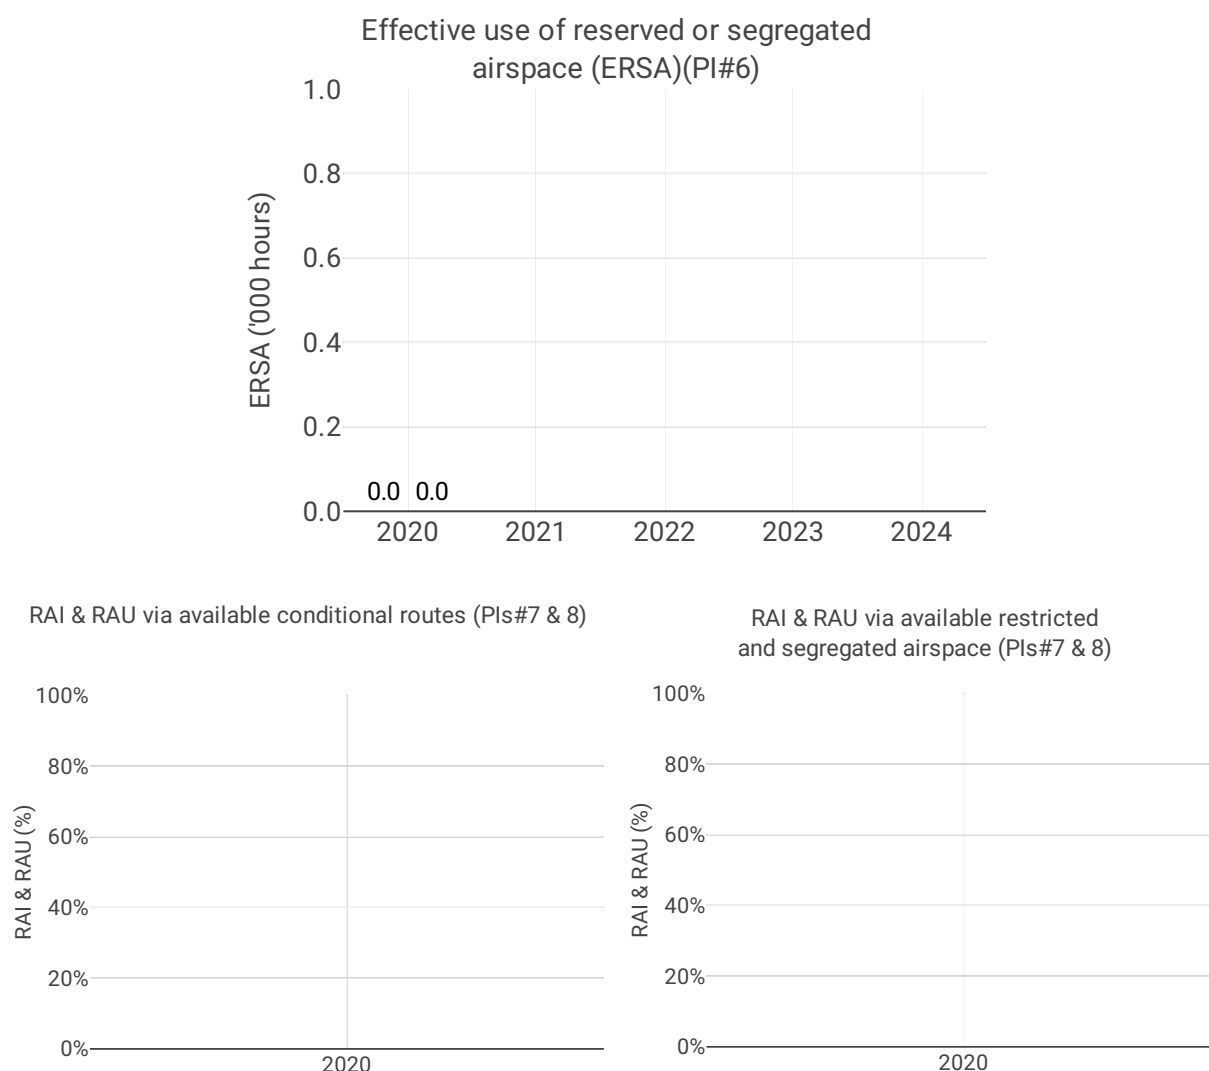 Effective use of reserved or segregated
airspace (ERSA)(PI#6)
1.0
0.8
0.6
0.4
0.2
0.0
ERSA ('000 hours)
0.0 0.0
2020 2021 2022 2023 2024
RAI & RAU via available conditional routes (PIs#7 & 8)
100%
80%
60%
40%
20%
0%
RAI & RAU (%)
2020
RAI & RAU via available restricted
and segregated airspace (PIs#7 & 8)
100%
80%
60%
40%
20%
0%
RAI & RAU (%)
2020